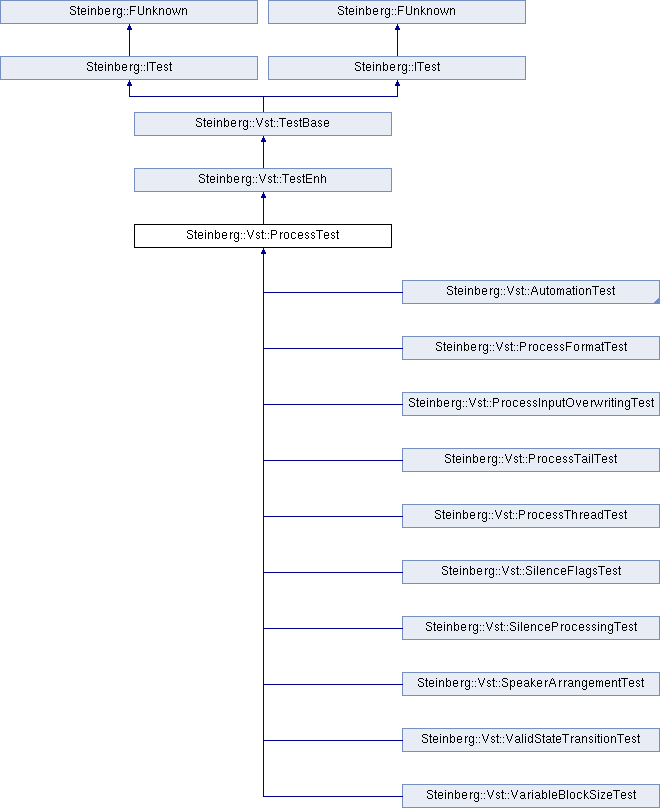 Steinberg::FUnknown
Steinberg::FUnknown
Steinberg::ITest
Steinberg::ITest
Steinberg::Vst::TestBase
Steinberg::Vst::TestEnh
Steinberg::Vst::ProcessTest
Steinberg::Vst::AutomationTest
Steinberg::Vst::ProcessFormatTest
Steinberg::Vst::ProcessInputOverwritingTest
Steinberg::Vst::ProcessTailTest
Steinberg::Vst::ProcessThreadTest
Steinberg::Vst::SilenceFlagsTest
Steinberg::Vst::SilenceProcessingTest
Steinberg::Vst::SpeakerArrangementTest
Steinberg::Vst::ValidStateTransitionTest
Steinberg::Vst::VariableBlockSizeTest